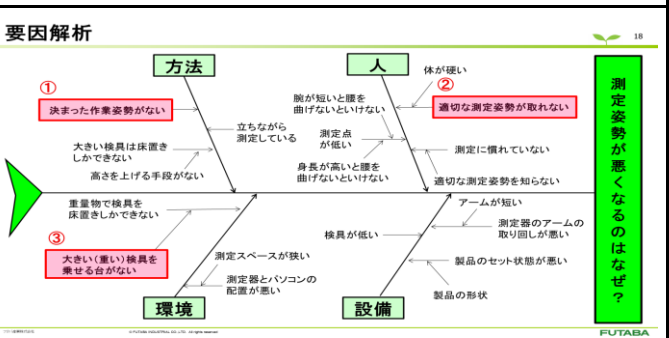 要因解析
18
方法
人
①
決まった作業姿勢がない
立ちながら
測定している
大きい検具は床置き
しかできない
高さを上げる手段がない
体が硬い
②
適切な測定姿勢が取れない
腕が短いと腰を
曲げないといけない
測定点
が低い
身長が高いと腰を
曲げないといけない
測定に慣れていない
適切な測定姿勢を知らない
重量物で検具を
床置きしかできない
③
大きい(重い)検具を
乗せる台がない
測定スペースが狭い
測定器とパソコンの
配置が悪い
環境
アームが短い
測定器のアームの
取り回しが悪い
検具が低い
製品のセット状態が悪い
製品の形状
設備
測定姿勢が悪くなるのはなぜ?
© FUTABA INDUSTRIAL CO., LTD. All rights reserved.
FUTABA